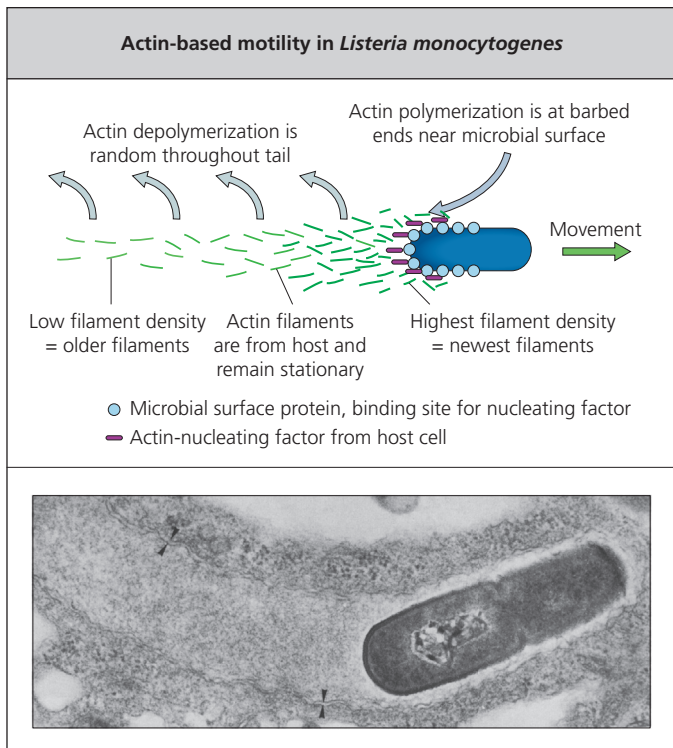 Actin-based motility in Listeria monocytogenes
Actin polymerization is at barbed
ends near microbial surface
Actin depolymerization is
random throughout tail
Movement
Low filament density
= older filaments
Actin filaments
are from host and
remain stationary
Highest filament density
= newest filaments
Microbial surface protein, binding site for nucleating factor
Actin-nucleating factor from host cell